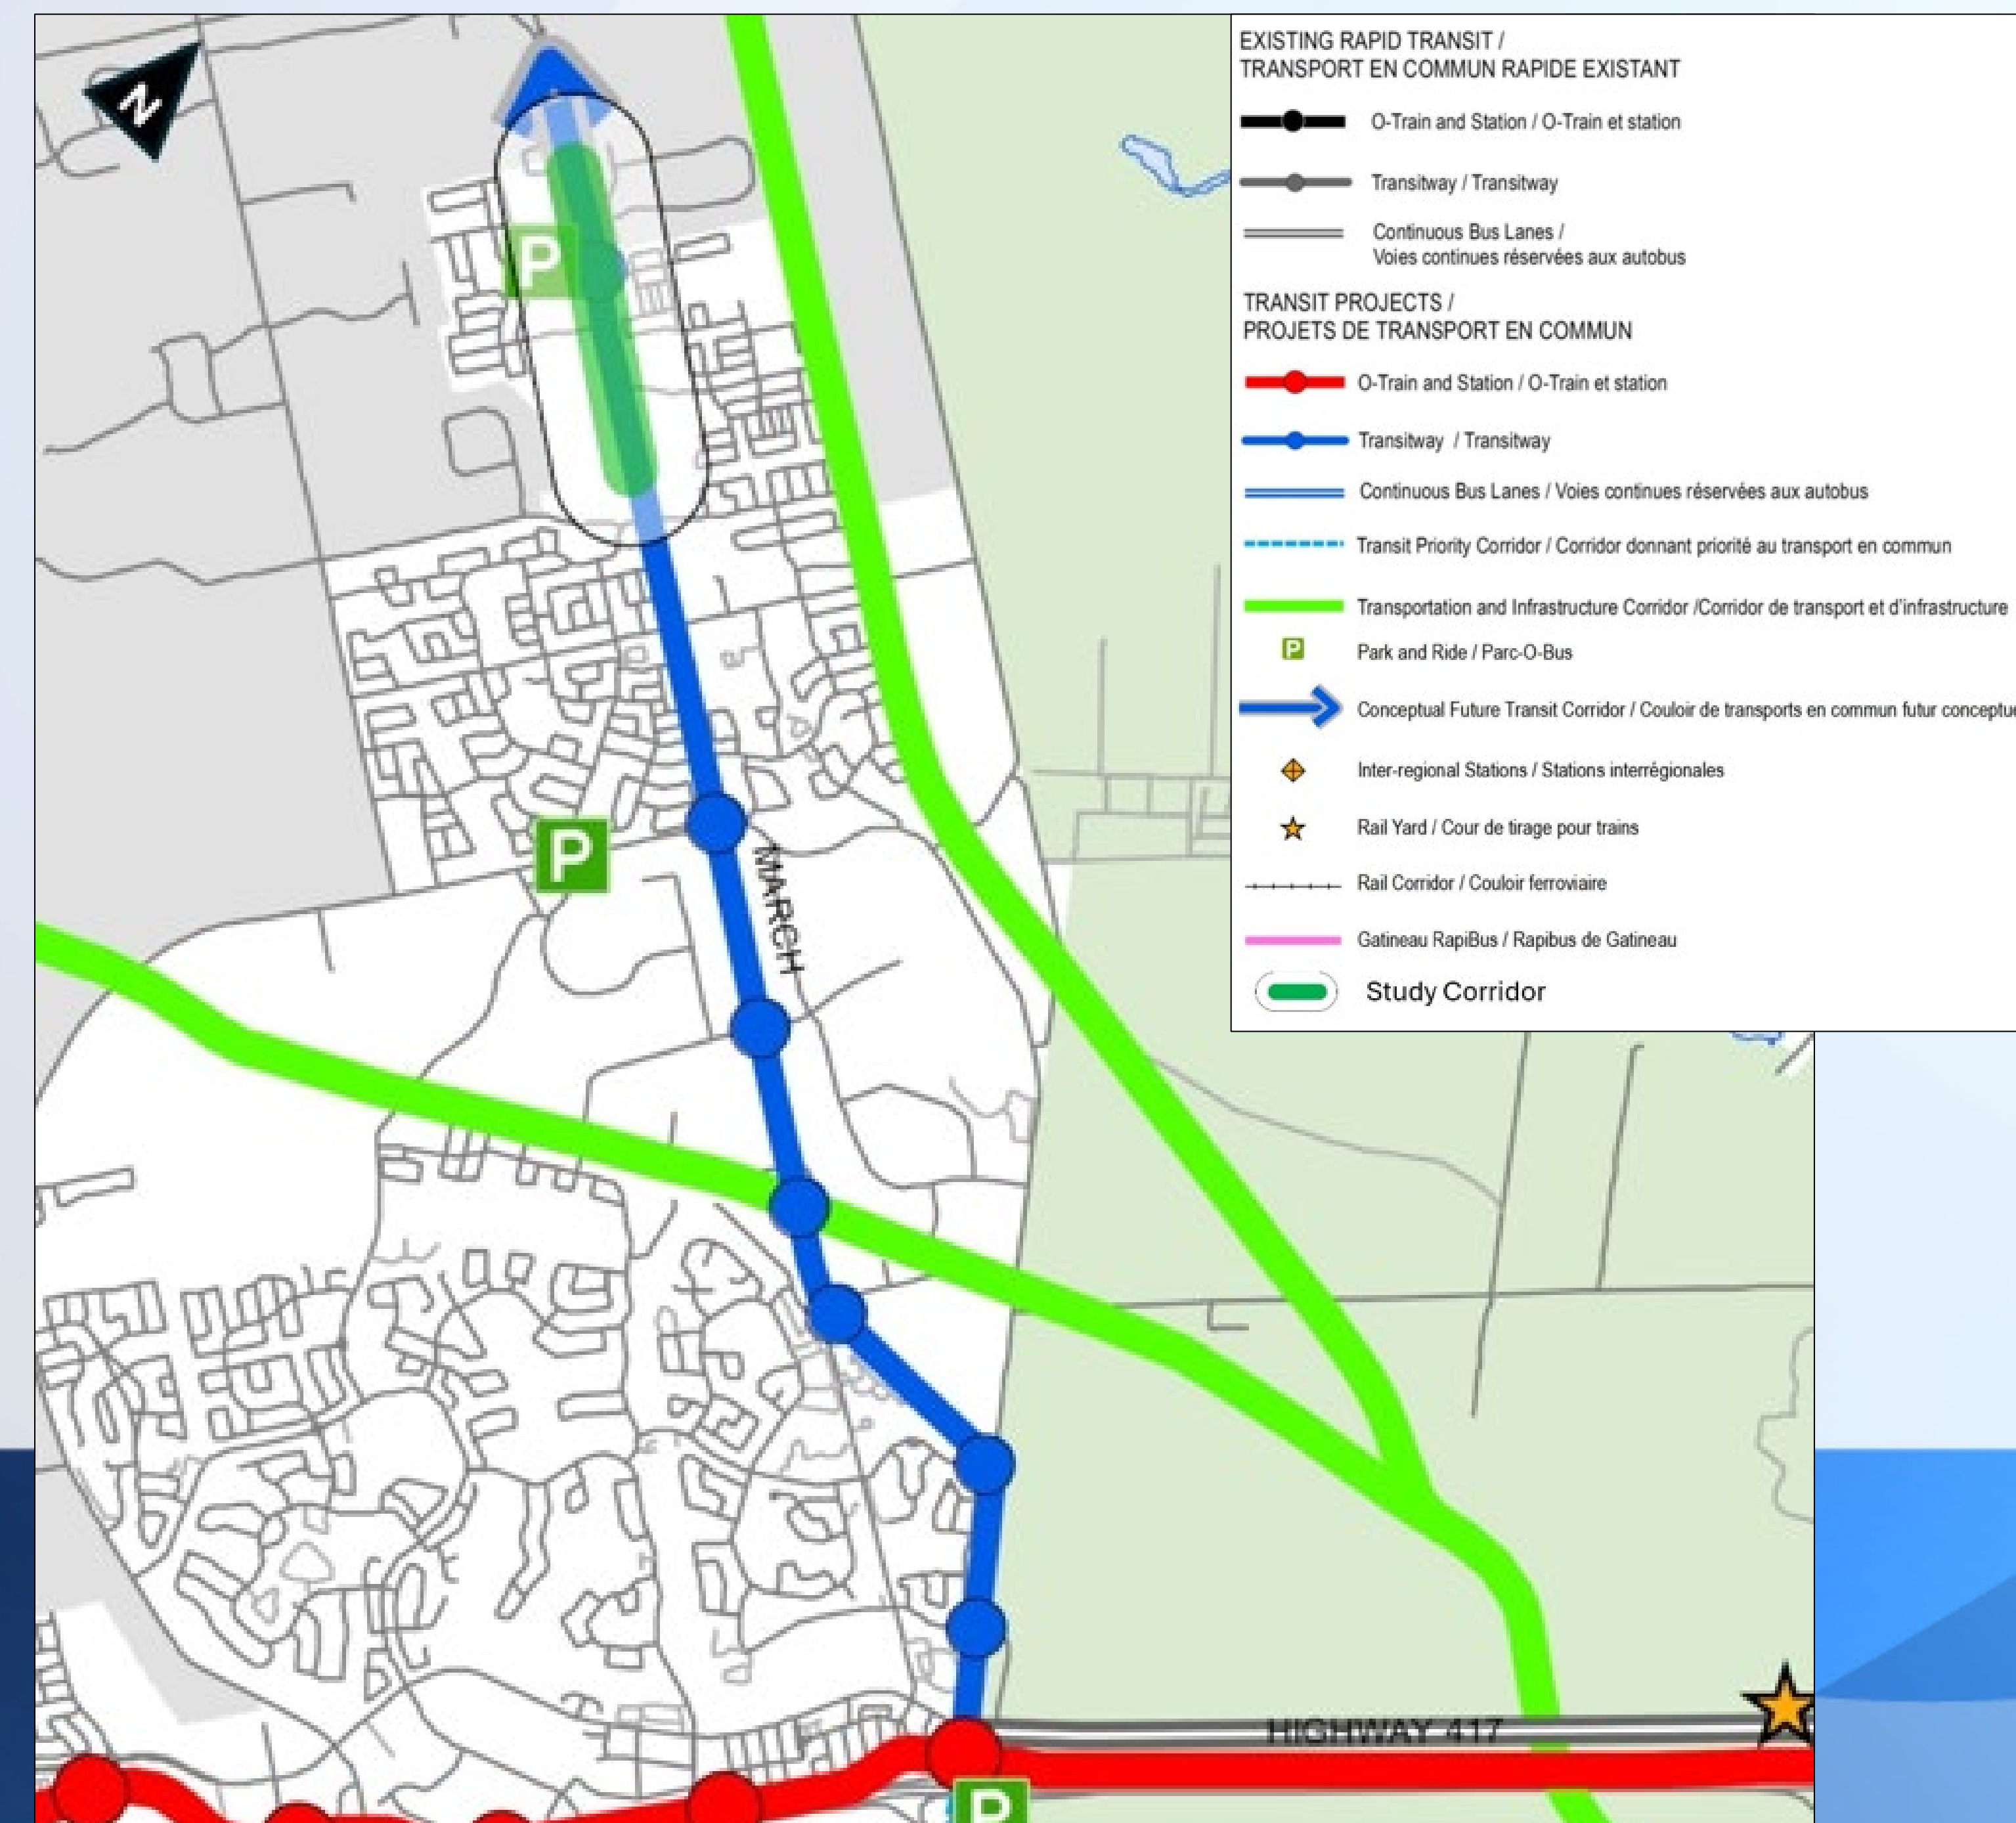 N
P
P
MARCH
HIGHWAY 417
P
EXISTING RAPID TRANSIT /
TRANSPORT EN COMMUN RAPIDE EXISTANT
O-Train and Station / O-Train et station
Transitway / Transitway
Continuous Bus Lanes /
Voies continues réservées aux autobus
TRANSIT PROJECTS /
PROJETS DE TRANSPORT EN COMMUN
O-Train and Station / O-Train et station
Transitway / Transitway
Continuous Bus Lanes / Voies continues réservées aux autobus
Transit Priority Corridor / Corridor donnant priorité au transport en commun
Transportation and Infrastructure Corridor /Corridor de transport et d'infrastructure
P Park and Ride / Parc-O-Bus
Conceptual Future Transit Corridor / Couloir de transports en commun futur conceptue
Inter-regional Stations / Stations interrégionales
Rail Yard / Cour de tirage pour trains
Rail Corridor / Couloir ferroviaire
Gatineau RapiBus / Rapibus de Gatineau
Study Corridor